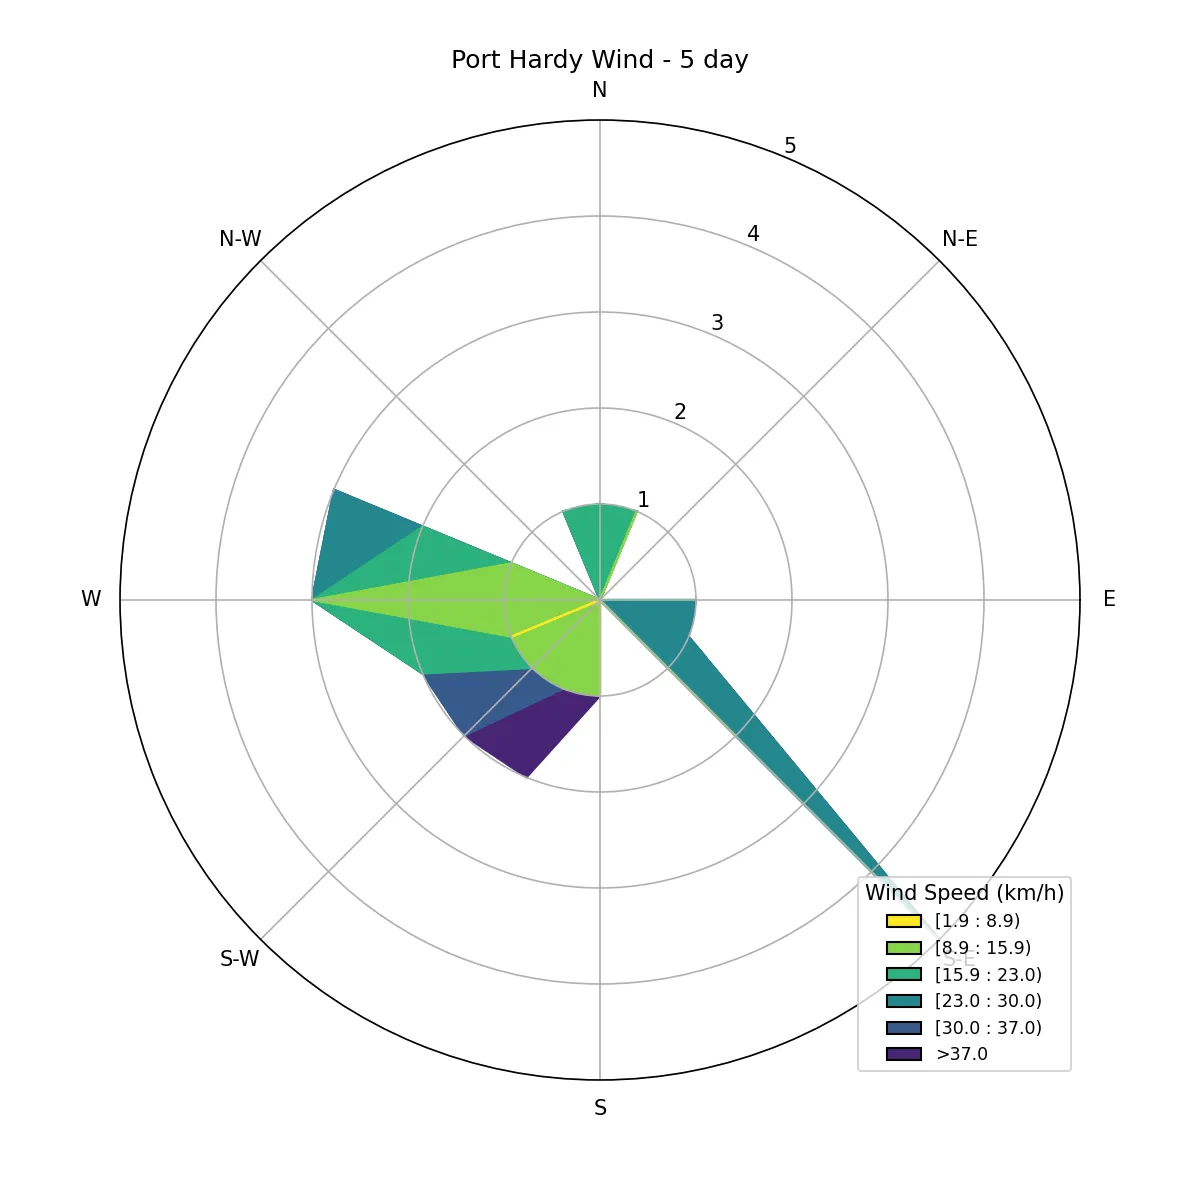 Port Hardy Wind - 5 day
N
5
4
N-W
N-E
3
2
1
W
E
Wind Speed (km/h)
[1.9 : 8.9)
[8.9 : 15.9)
S-W
S-E
[15.9 : 23.0)
[23.0 : 30.0)
[30.0 : 37.0)
>37.0
S